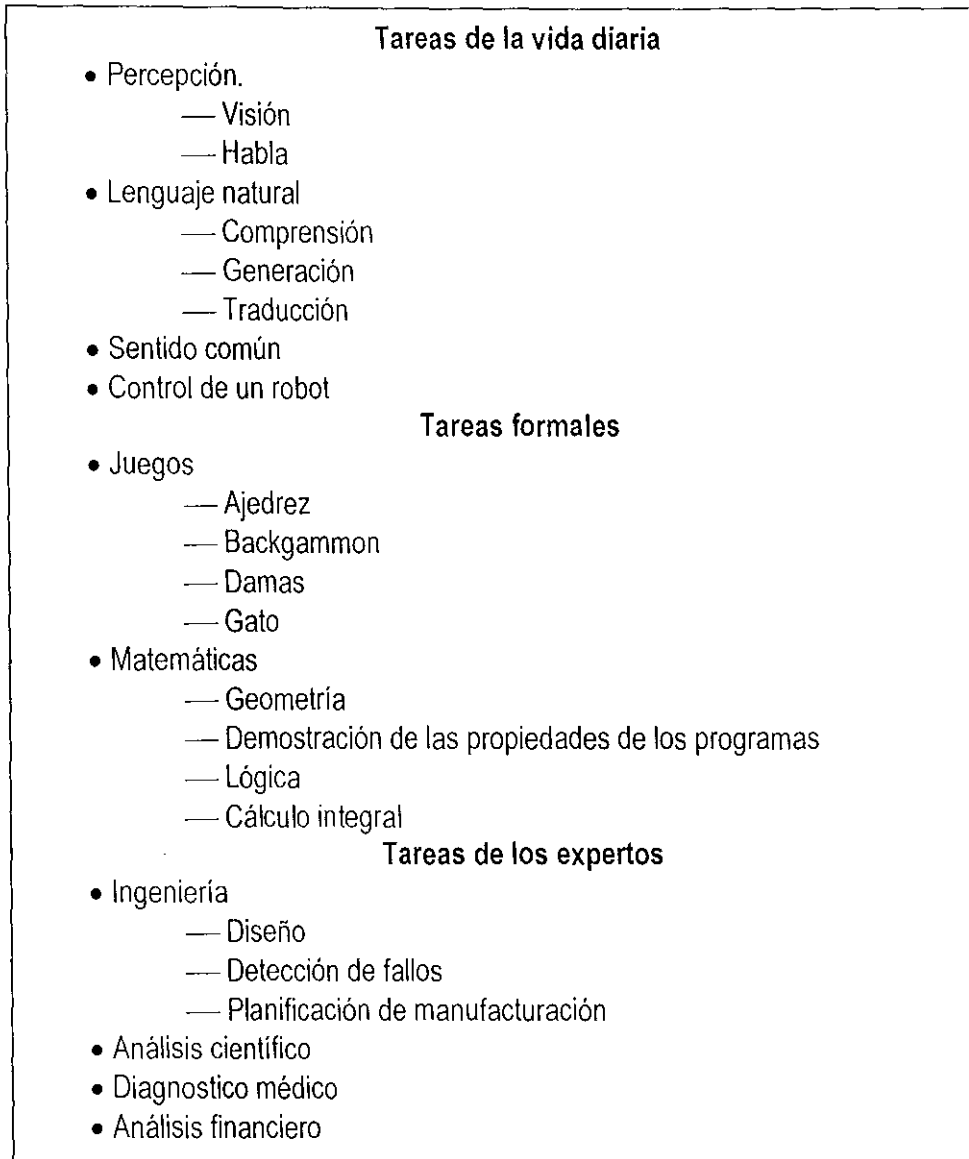 Tareas de la vida diaria
• Percepción.
— Visión
— Habla
• Lenguaje natural
— Comprensión
— Generación
— Traducción
• Sentido común
• Control de un robot
Tareas formales
• Juegos
— Ajedrez
— Backgammon
— Damas
— Gato
• Matemáticas
— Geometría
— Demostración de las propiedades de los programas
— Lógica
— Cálculo integral
Tareas de los expertos
• Ingeniería
— Diseño
— Detección de fallos
— Planificación de manufacturación
• Análisis científico
• Diagnostico médico
• Análisis financiero